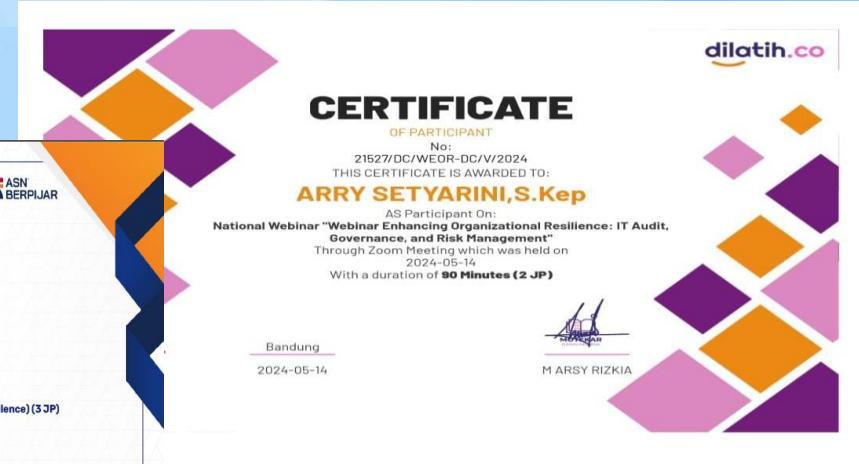 dilatih.co
CERTIFICATE
OF PARTICIPANT
No:
21527/DC/WEOR-DC/V/2024
THIS CERTIFICATE IS AWARDED TO:
ARRY SETYARINI,S.Kep
AS Participant On:
National Webinar "Webinar Enhancing Organizational Resilience: IT Audit,
Governance, and Risk Management"
Through Zoom Meeting which was held on
2024-05-14
With a duration of 90 Minutes (2 JP)
Bandung
2024-05-14
M ARSY RIZKIA
ASN
BERPIJAR
lience) (3 JP)